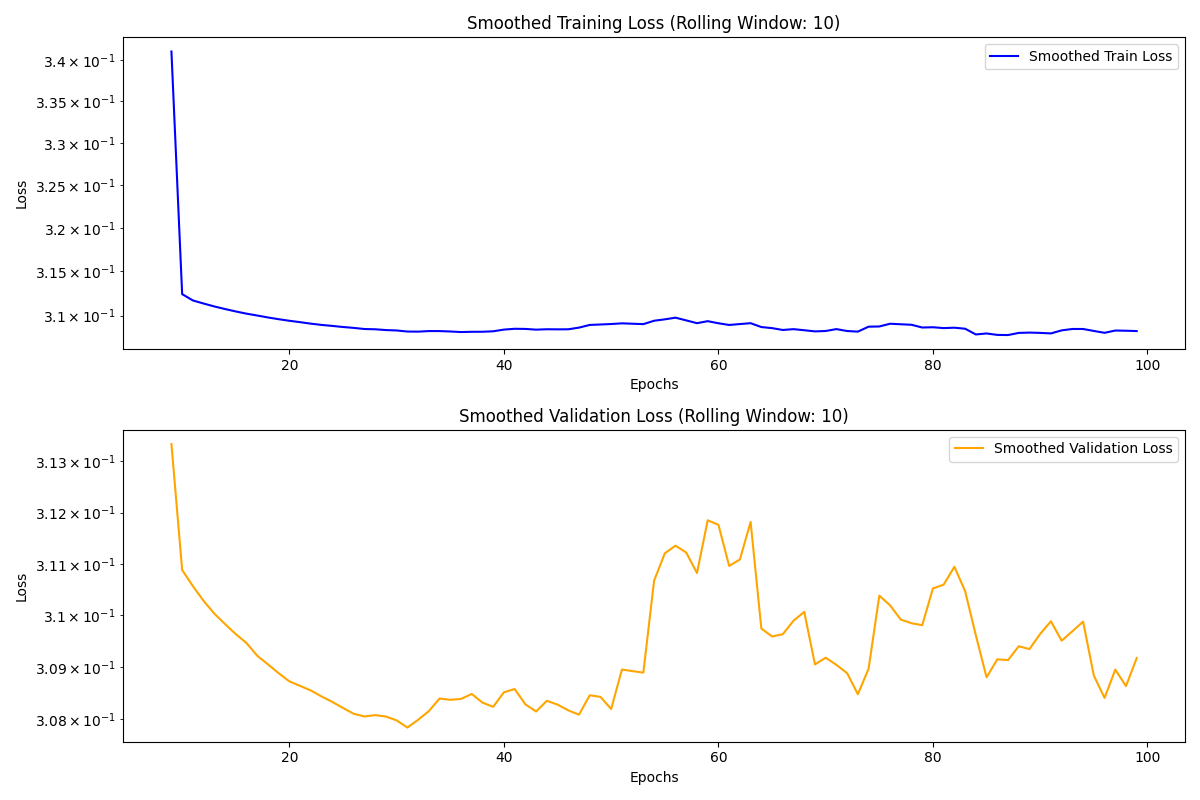 Smoothed Training Loss (Rolling Window: 10)
Smoothed Train Loss
3.4 × 10⁻¹
3.35 × 10⁻¹
3.3 × 10⁻¹
3.25 × 10⁻¹
3.2 × 10⁻¹
3.15 × 10⁻¹
3.1 × 10⁻¹
Loss
20 40 60 80 100
Epochs
Smoothed Validation Loss (Rolling Window: 10)
Smoothed Validation Loss
3.13 × 10⁻¹
3.12 × 10⁻¹
3.11 × 10⁻¹
3.1 × 10⁻¹
3.09 × 10⁻¹
3.08 × 10⁻¹
Loss
20 40 60 80 100
Epochs